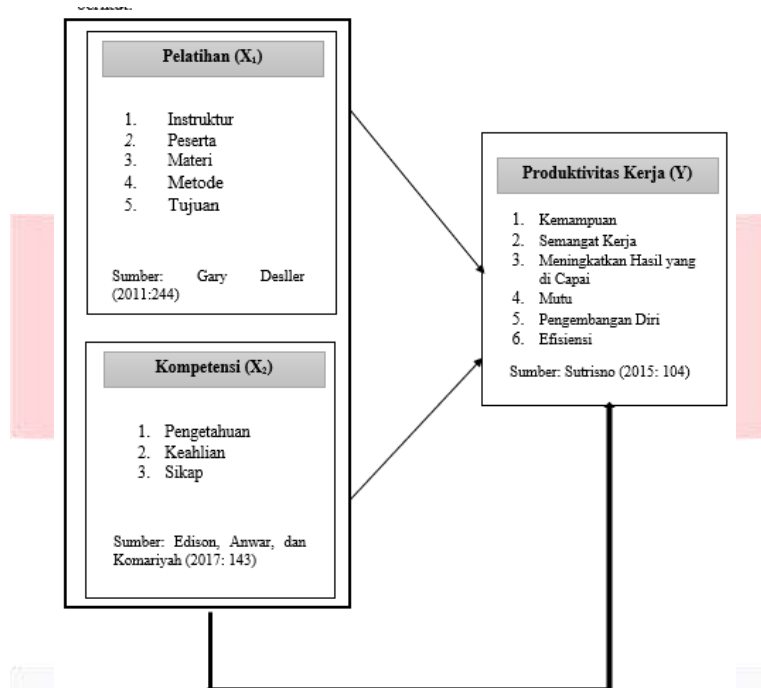 Pelatihan (X₁)
1. Instruktur
2. Peserta
3. Materi
4. Metode
5. Tujuan
Sumber: Gary Desller
(2011:244)
Kompetensi (X₂)
1. Pengetahuan
2. Keahlian
3. Sikap
Sumber: Edison, Anwar, dan
Komariyah (2017: 143)
Produktivitas Kerja (Y)
1. Kemampuan
2. Semangat Kerja
3. Meningkatkan Hasil yang
di Capai
4. Mutu
5. Pengembangan Diri
6. Efisiensi
Sumber: Sutrisno (2015: 104)